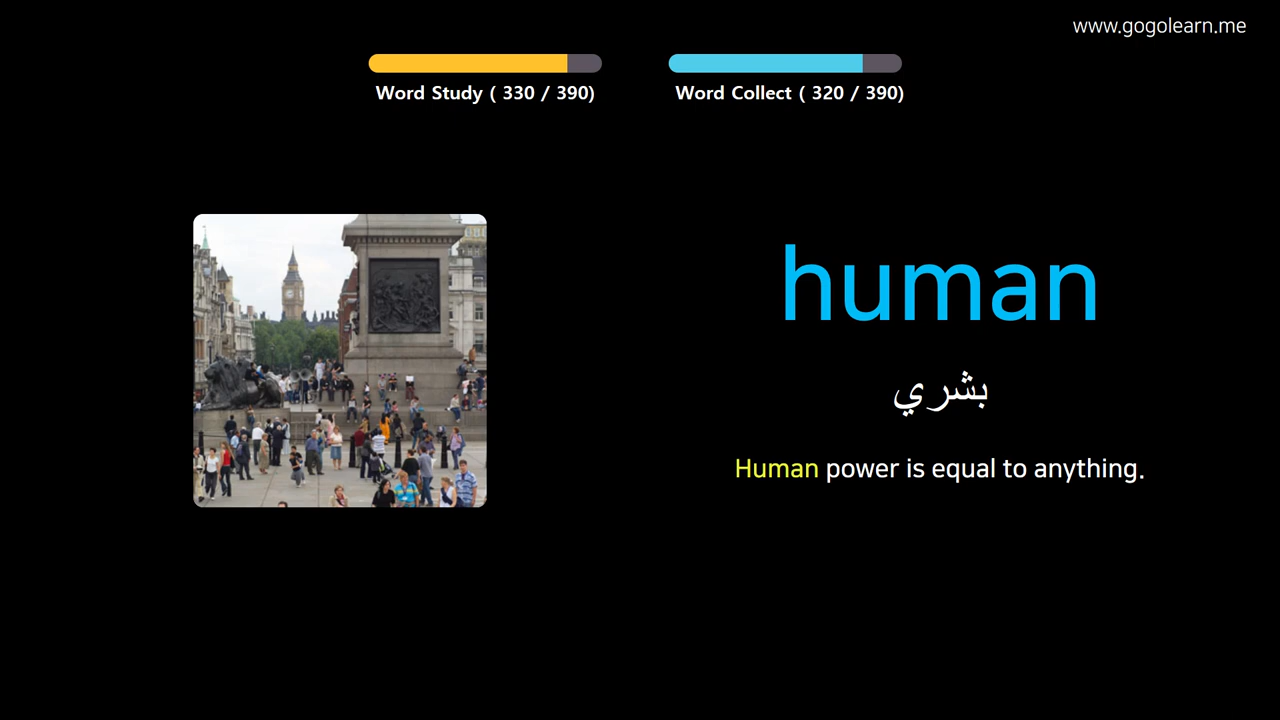 www.gogolearn.me
Word Study ( 330 / 390)
Word Collect ( 320 / 390)
human
بشري
Human power is equal to anything.